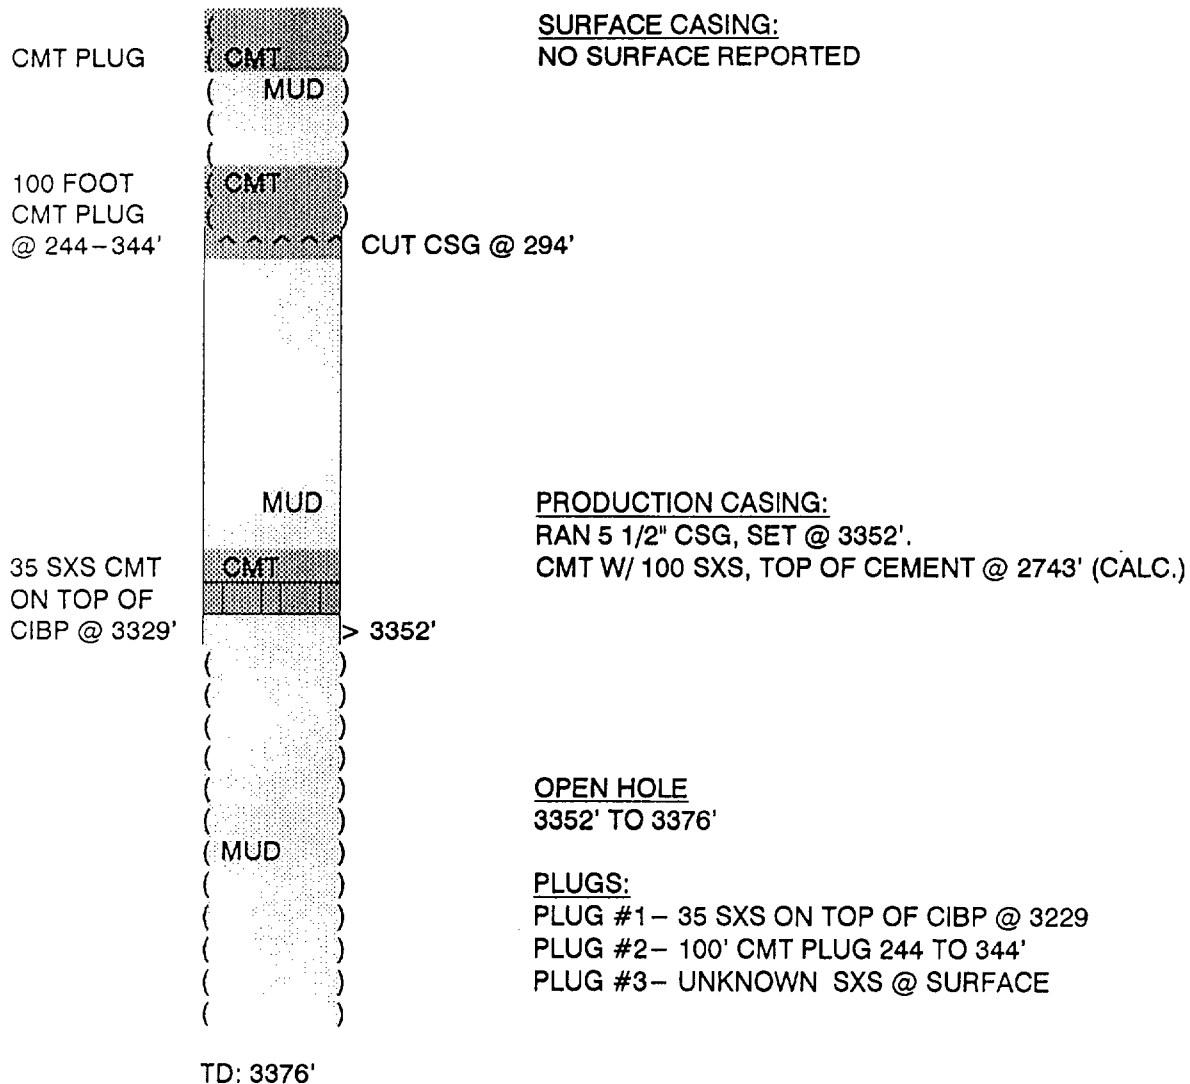 SURFACE CASING:
NO SURFACE REPORTED
CMT PLUG
CMT
MUD
100 FOOT
CMT PLUG
@ 244-344'
CMT
CUT CSG @ 294'
MUD
PRODUCTION CASING:
RAN 5 1/2" CSG, SET @ 3352'.
CMT W/ 100 SXS, TOP OF CEMENT @ 2743' (CALC.)
35 SXS CMT
ON TOP OF
CIBP @ 3329'
CMT
> 3352'
OPEN HOLE
3352' TO 3376'
MUD
PLUGS:
PLUG #1- 35 SXS ON TOP OF CIBP @ 3229
PLUG #2- 100' CMT PLUG 244 TO 344'
PLUG #3- UNKNOWN SXS @ SURFACE
TD: 3376'